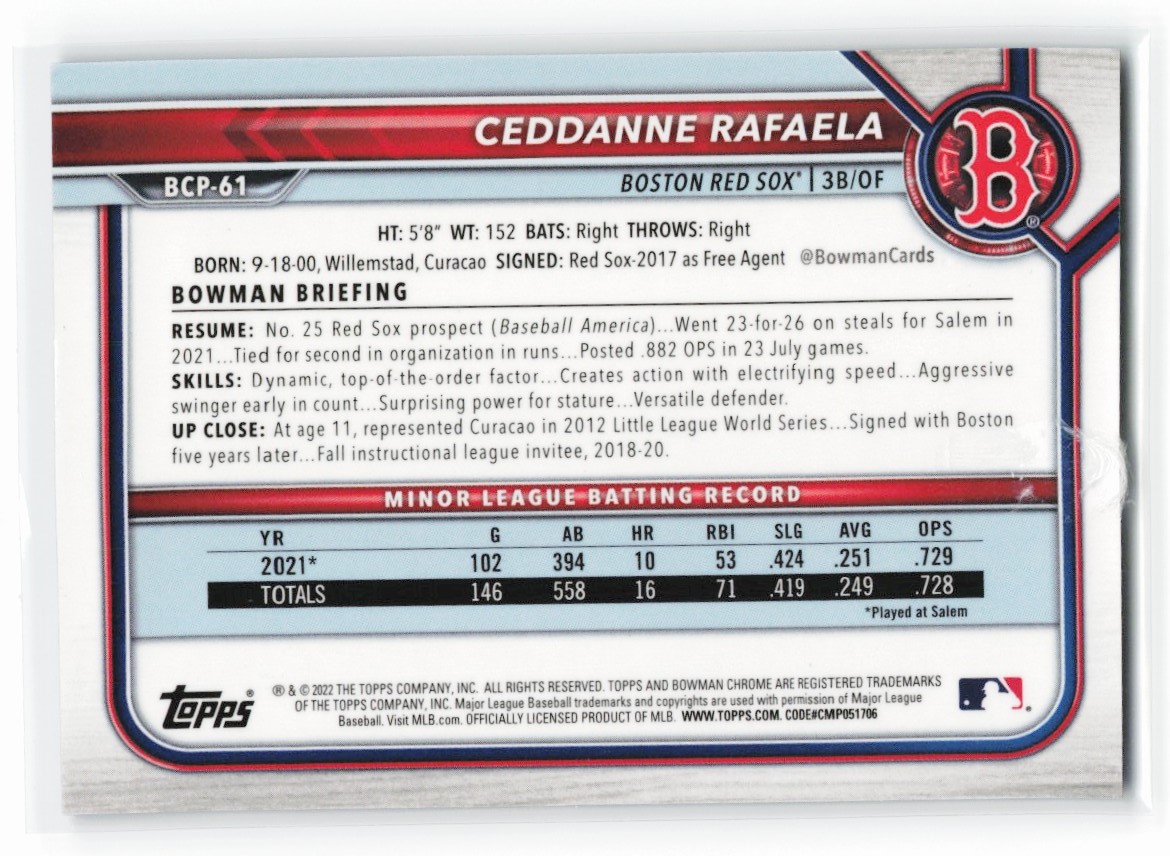 CEDDANNE RAFAELA
BCP-61
BOSTON RED SOX® | 3B/OF
B
®
HT: 5'8" WT: 152 BATS: Right THROWS: Right
BORN: 9-18-00, Willemstad, Curacao SIGNED: Red Sox-2017 as Free Agent @BowmanCards
BOWMAN BRIEFING
RESUME: No. 25 Red Sox prospect (Baseball America)...Went 23-for-26 on steals for Salem in
2021...Tied for second in organization in runs...Posted .882 OPS in 23 July games.
SKILLS: Dynamic, top-of-the-order factor...Creates action with electrifying speed...Aggressive
swinger early in count...Surprising power for stature...Versatile defender.
UP CLOSE: At age 11, represented Curacao in 2012 Little League World Series...Signed with Boston
five years later...Fall instructional league invitee, 2018-20.
MINOR LEAGUE BATTING RECORD
YR G AB HR RBI SLG AVG OPS
2021* 102 394 10 53 .424 .251 .729
TOTALS 146 558 16 71 .419 .249 .728
*Played at Salem
Topps®
® & © 2022 THE TOPPS COMPANY, INC. ALL RIGHTS RESERVED. TOPPS AND BOWMAN CHROME ARE REGISTERED TRADEMARKS
OF THE TOPPS COMPANY, INC. Major League Baseball trademarks and copyrights are used with permission of Major League
Baseball. Visit MLB.com. OFFICIALLY LICENSED PRODUCT OF MLB. WWW.TOPPS.COM. CODE#CMP051706
®